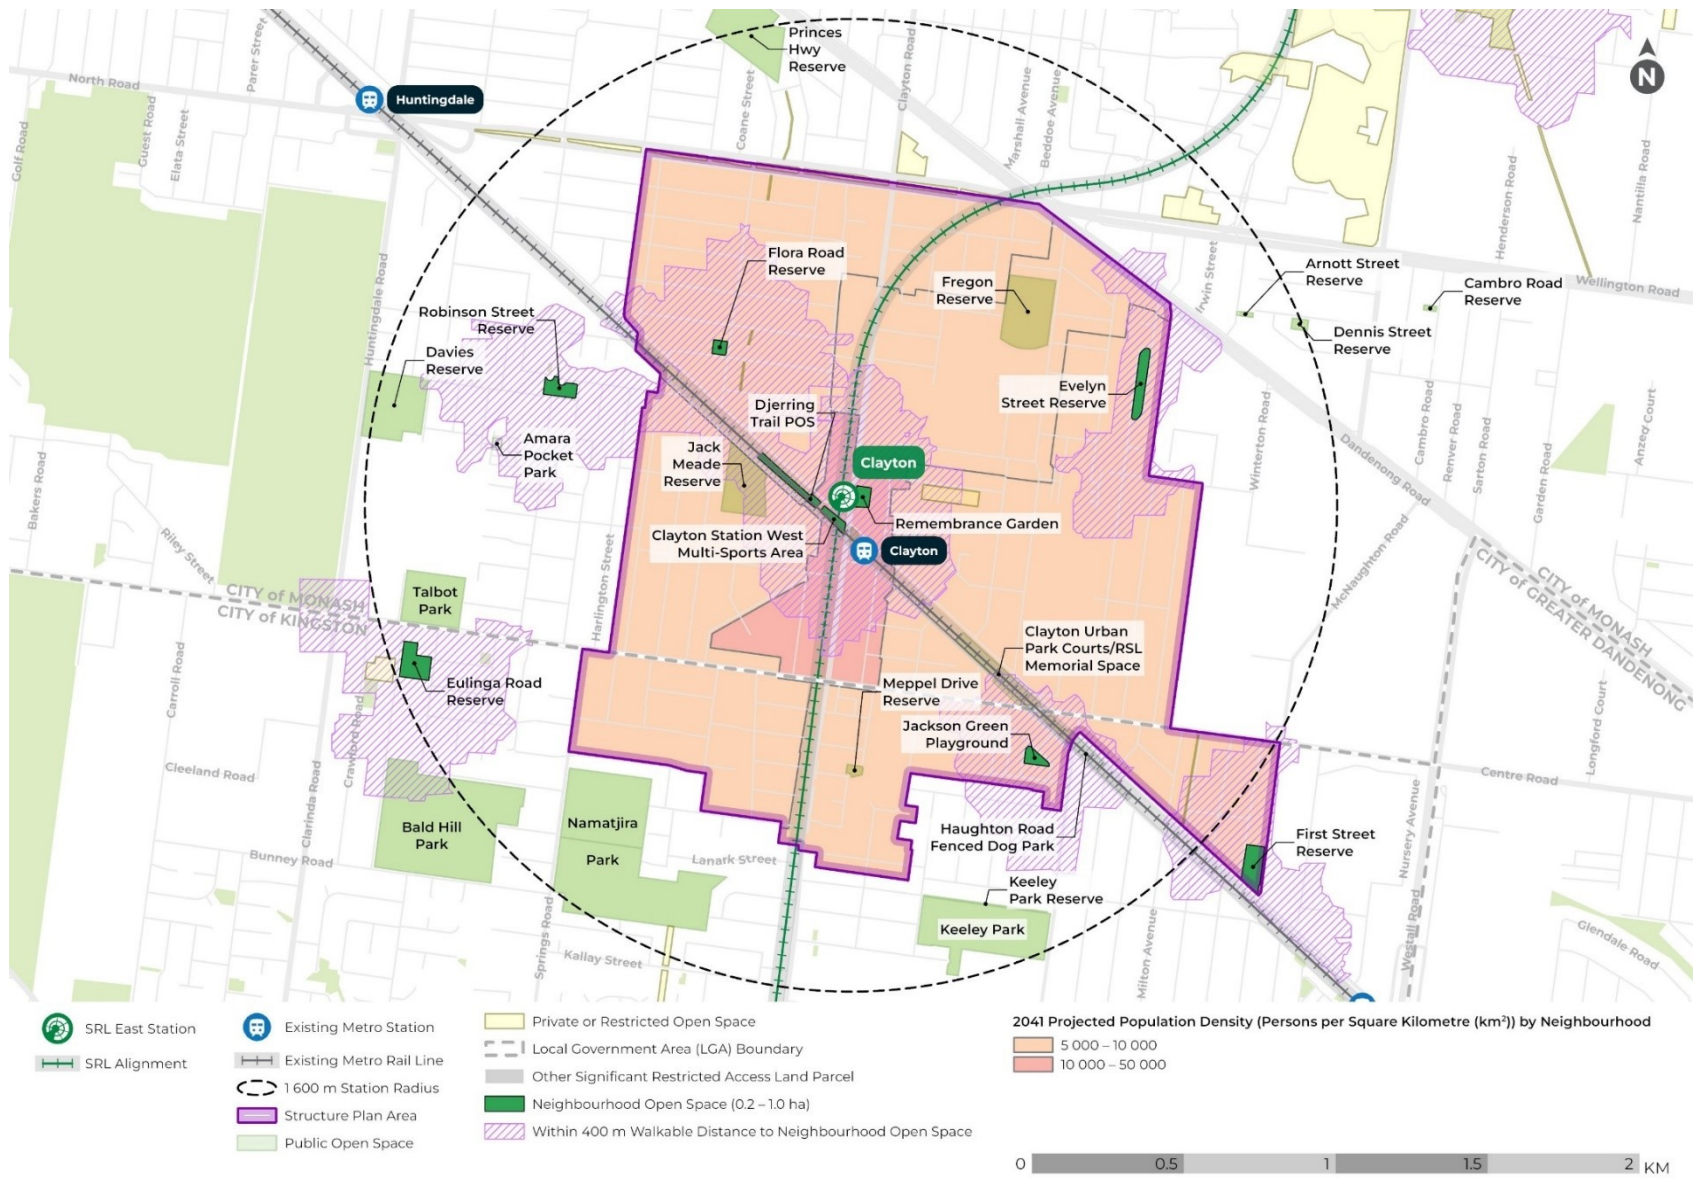 Princes
Hwy
Reserve
N
North Road
Parer Street
Huntingdale
Golf Road
Guest Road
Elata Street
Coane Street
Clayton Road
Marshall Avenue
Beddoe Avenue
Henderson Road
Nantilla Road
Flora Road
Reserve
Fregon
Reserve
Irwin Street
Arnott Street
Reserve
Cambro Road
Reserve
Wellington Road
Dennis Street
Reserve
Huntingdale Road
Robinson Street
Reserve
Davies
Reserve
Evelyn
Street Reserve
Djerring
Trail POS
Amara
Pocket
Park
Jack
Meade
Reserve
Clayton
Remembrance Garden
Clayton Station West
Multi-Sports Area
Clayton
Winterton Road
Dandenong Road
Cambro Road
Renver Road
Sarton Road
Garden Road
Anzed Court
Bakers Road
Riley Street
Harlington Street
McNaughton Road
CITY of MONASH
CITY of KINGSTON
Talbot
Park
CITY of MONASH
CITY of GREATER DANDENONG
Clayton Urban
Park Courts/RSL
Memorial Space
Carroll Road
Eulinga Road
Reserve
Meppel Drive
Reserve
Jackson Green
Playground
Longford Court
Crawford Road
Cleeland Road
Clarinda Road
Centre Road
Nursery Avenue
Bald Hill
Park
Namatjira
Park
Bunney Road
Lanark Street
Haughton Road
Fenced Dog Park
First Street
Reserve
Keeley
Park Reserve
Keeley Park
Springs Road
Kallay Street
Milton Avenue
Westall Road
Glendale Road
SRL East Station
SRL Alignment
Existing Metro Station
Existing Metro Rail Line
1 600 m Station Radius
Structure Plan Area
Public Open Space
Private or Restricted Open Space
Local Government Area (LGA) Boundary
Other Significant Restricted Access Land Parcel
Neighbourhood Open Space (0.2 – 1.0 ha)
Within 400 m Walkable Distance to Neighbourhood Open Space
2041 Projected Population Density (Persons per Square Kilometre (km²)) by Neighbourhood
5 000 – 10 000
10 000 – 50 000
0 0.5 1 1.5 2 KM